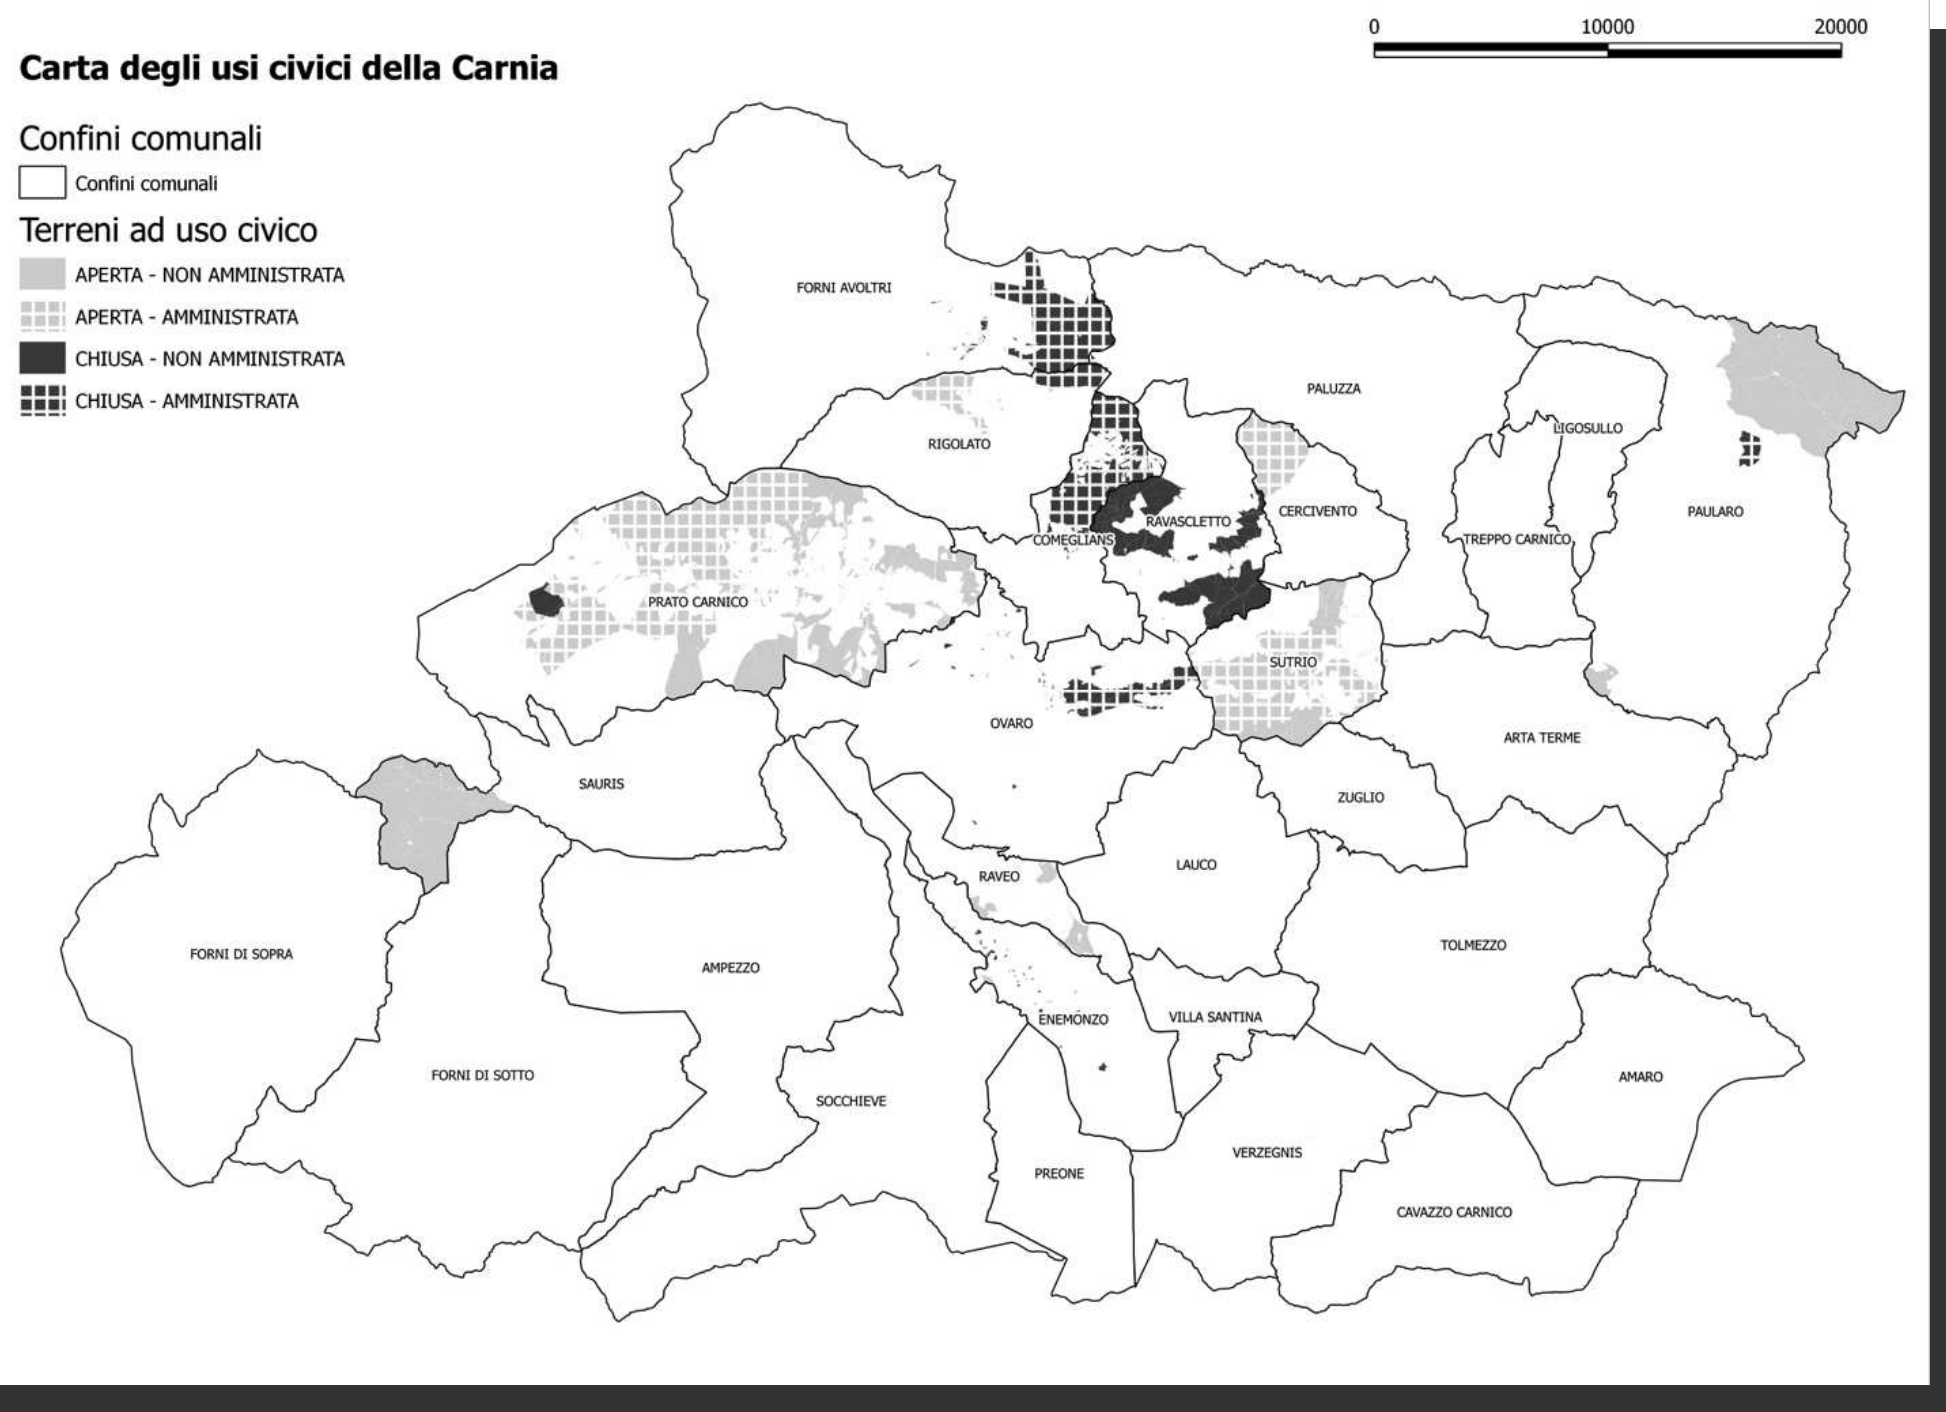 0 10000 20000
Carta degli usi civici della Carnia
Confini comunali
Confini comunali
Terreni ad uso civico
APERTA - NON AMMINISTRATA
APERTA - AMMINISTRATA
CHIUSA - NON AMMINISTRATA
CHIUSA - AMMINISTRATA
FORNI AVOLTRI
PALUZZA
LIGOSULLO
RIGOLATO
CERCIVENTO
PAULARO
RAVASCLETTO
COMEGLIANS
TREPPO CARNICO
PRATO CARNICO
SUTRIO
OVARO
ARTA TERME
SAURIS
ZUGLIO
LAUCO
RAVEO
TOLMEZZO
FORNI DI SOPRA
AMPEZZO
VILLA SANTINA
ENEMONZO
FORNI DI SOTTO
AMARO
SOCCHIEVE
VERZEGNIS
PREONE
CAVAZZO CARNICO